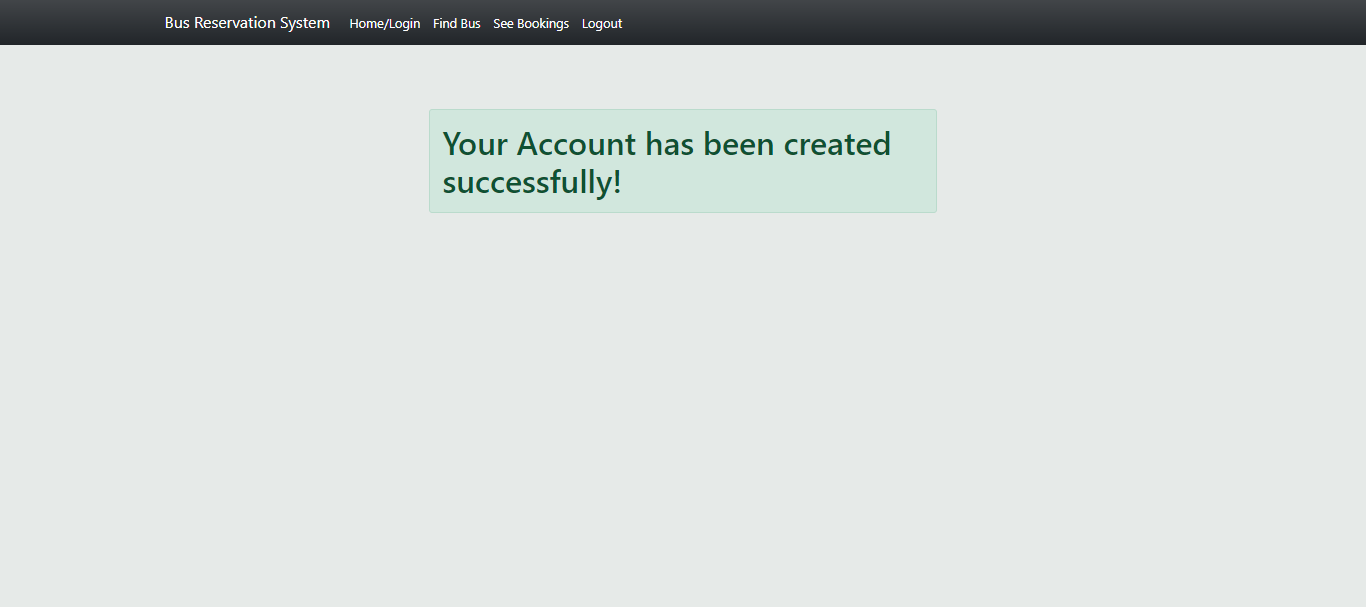 Bus Reservation System Home/Login Find Bus See Bookings Logout
Your Account has been created
successfully!